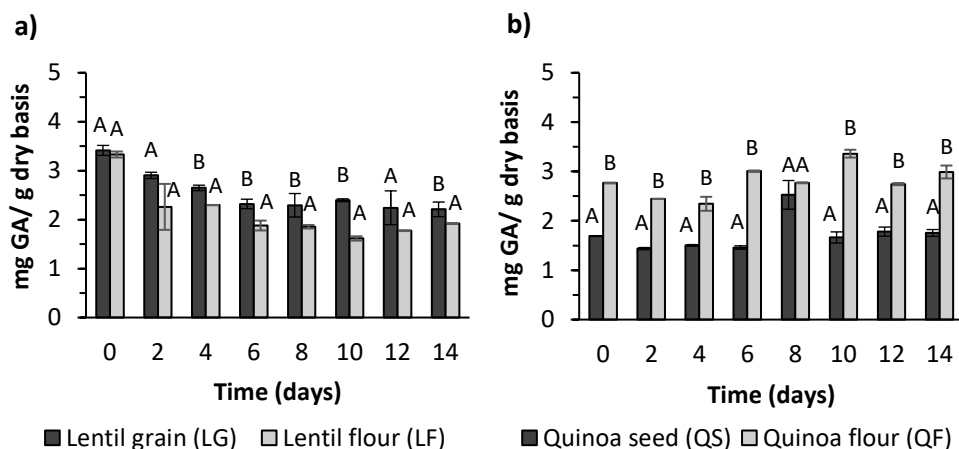 a)
mg GA/ g dry basis
5
4
3
2
1
0
A A
A A
B A
B A
B A
B A
A A
B A
0 2 4 6 8 10 12 14
Time (days)
Lentil grain (LG) Lentil flour (LF)
b)
mg GA/ g dry basis
5
4
3
2
1
0
A B
A B
A B
A B
AA
A B
A B
A B
0 2 4 6 8 10 12 14
Time (days)
Quinoa seed (QS) Quinoa flour (QF)